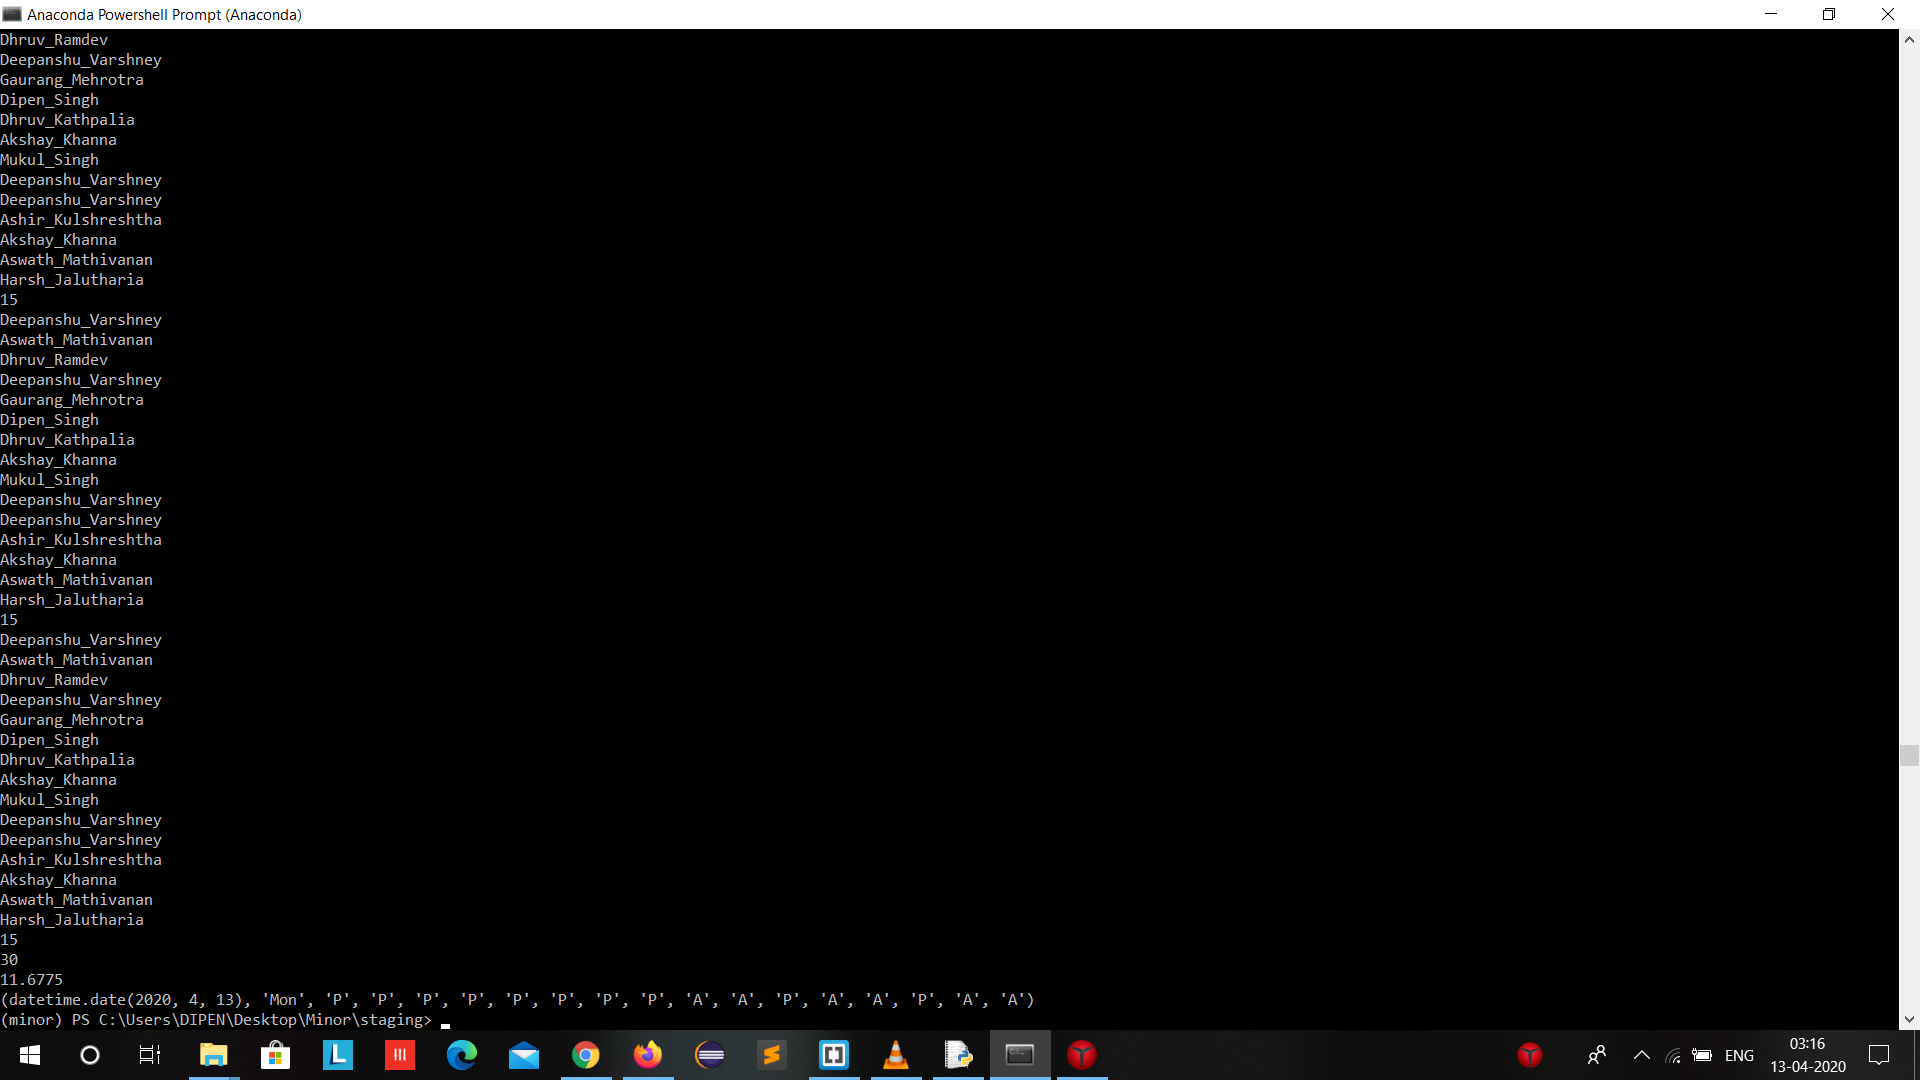 Anaconda Powershell Prompt (Anaconda)
Dhruv_Ramdev
Deepanshu_Varshney
Gaurang_Mehrotra
Dipen_Singh
Dhruv_Kathpalia
Akshay_Khanna
Mukul_Singh
Deepanshu_Varshney
Deepanshu_Varshney
Ashir_Kulshreshtha
Akshay_Khanna
Aswath_Mathivanan
Harsh_Jalutharia
15
Deepanshu_Varshney
Aswath_Mathivanan
Dhruv_Ramdev
Deepanshu_Varshney
Gaurang_Mehrotra
Dipen_Singh
Dhruv_Kathpalia
Akshay_Khanna
Mukul_Singh
Deepanshu_Varshney
Deepanshu_Varshney
Ashir_Kulshreshtha
Akshay_Khanna
Aswath_Mathivanan
Harsh_Jalutharia
15
Deepanshu_Varshney
Aswath_Mathivanan
Dhruv_Ramdev
Deepanshu_Varshney
Gaurang_Mehrotra
Dipen_Singh
Dhruv_Kathpalia
Akshay_Khanna
Mukul_Singh
Deepanshu_Varshney
Deepanshu_Varshney
Ashir_Kulshreshtha
Akshay_Khanna
Aswath_Mathivanan
Harsh_Jalutharia
15
30
11.6775
(datetime.date(2020, 4, 13), 'Mon', 'P', 'P', 'P', 'P', 'P', 'P', 'P', 'P', 'A', 'A', 'P', 'A', 'A', 'P', 'A', 'A')
(minor) PS C:\Users\DIPEN\Desktop\Minor\staging>
L
ENG
03:16
13-04-2020